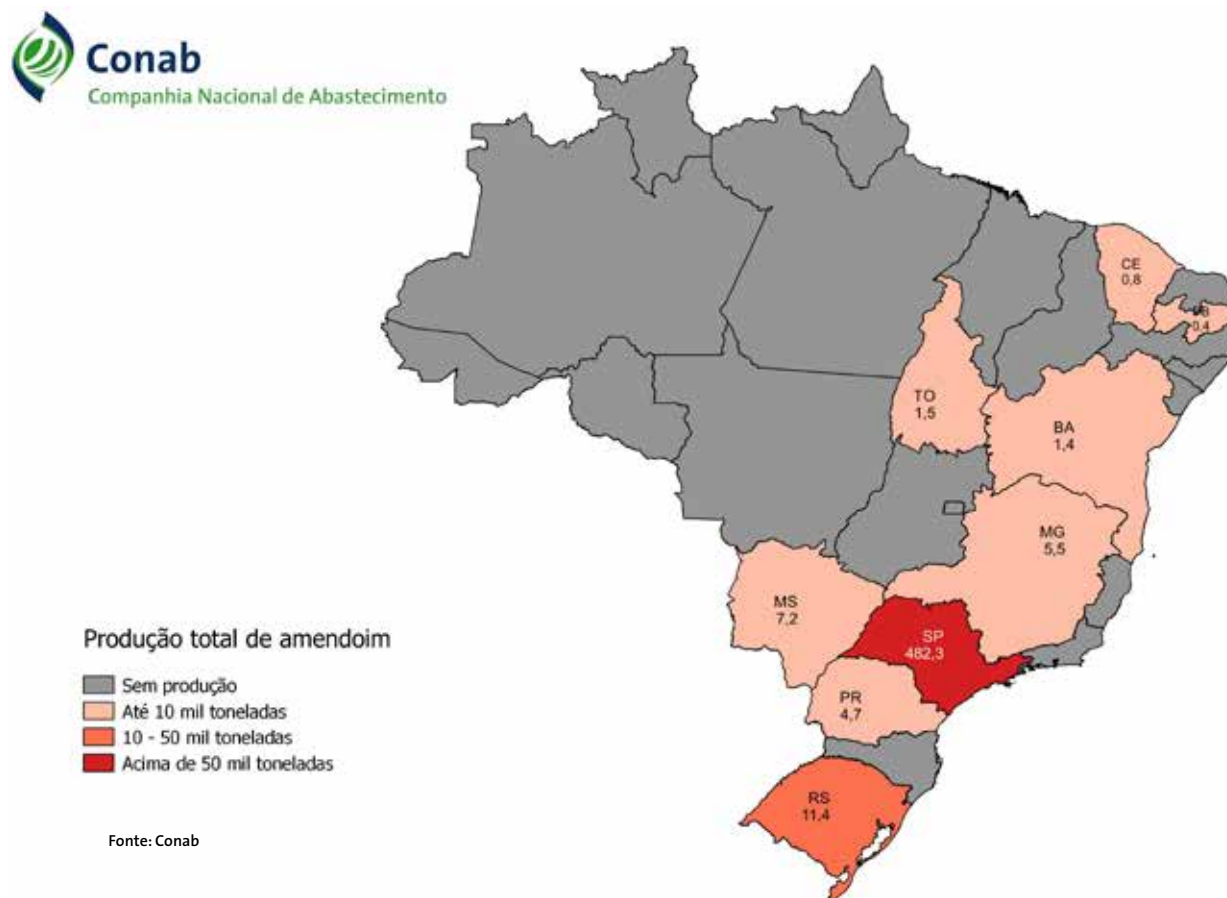 Conab
Companhia Nacional de Abastecimento
CE
0,8
PB
0,4
TO
1,5
BA
1,4
MG
5,5
MS
7,2
SP
482,3
PR
4,7
RS
11,4
Produção total de amendoim
Sem produção
Até 10 mil toneladas
10 - 50 mil toneladas
Acima de 50 mil toneladas
Fonte: Conab